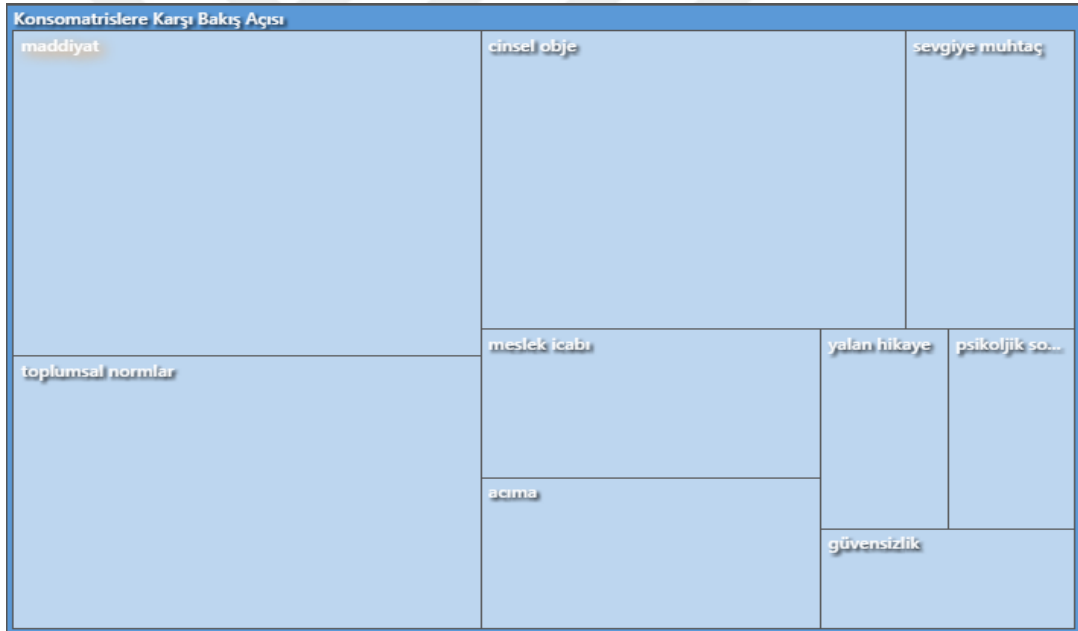 Konsomatrislere Karşı Bakış Açısı
maddiyat
cinsel obje
sevgiye muhtaç
toplumsal normlar
meslek icabı
yalan hikaye
psikoljik so...
acıma
güvensizlik